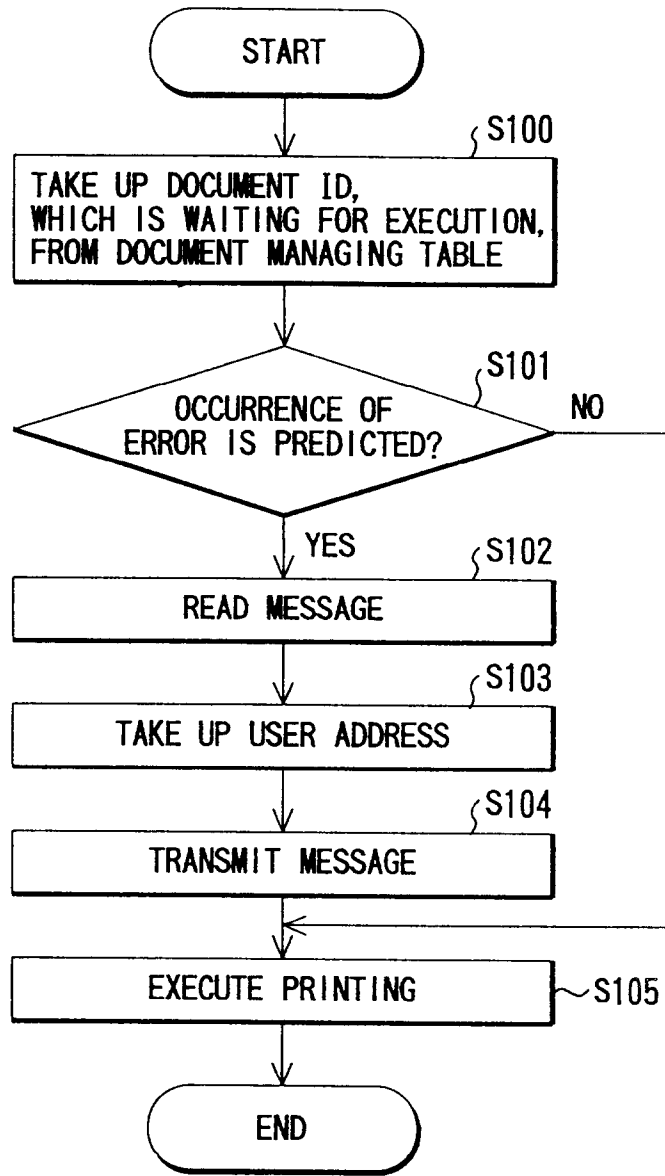 START
S100
TAKE UP DOCUMENT ID,
WHICH IS WAITING FOR EXECUTION,
FROM DOCUMENT MANAGING TABLE
S101
OCCURRENCE OF
ERROR IS PREDICTED?
NO
YES
S102
READ MESSAGE
S103
TAKE UP USER ADDRESS
S104
TRANSMIT MESSAGE
EXECUTE PRINTING
S105
END